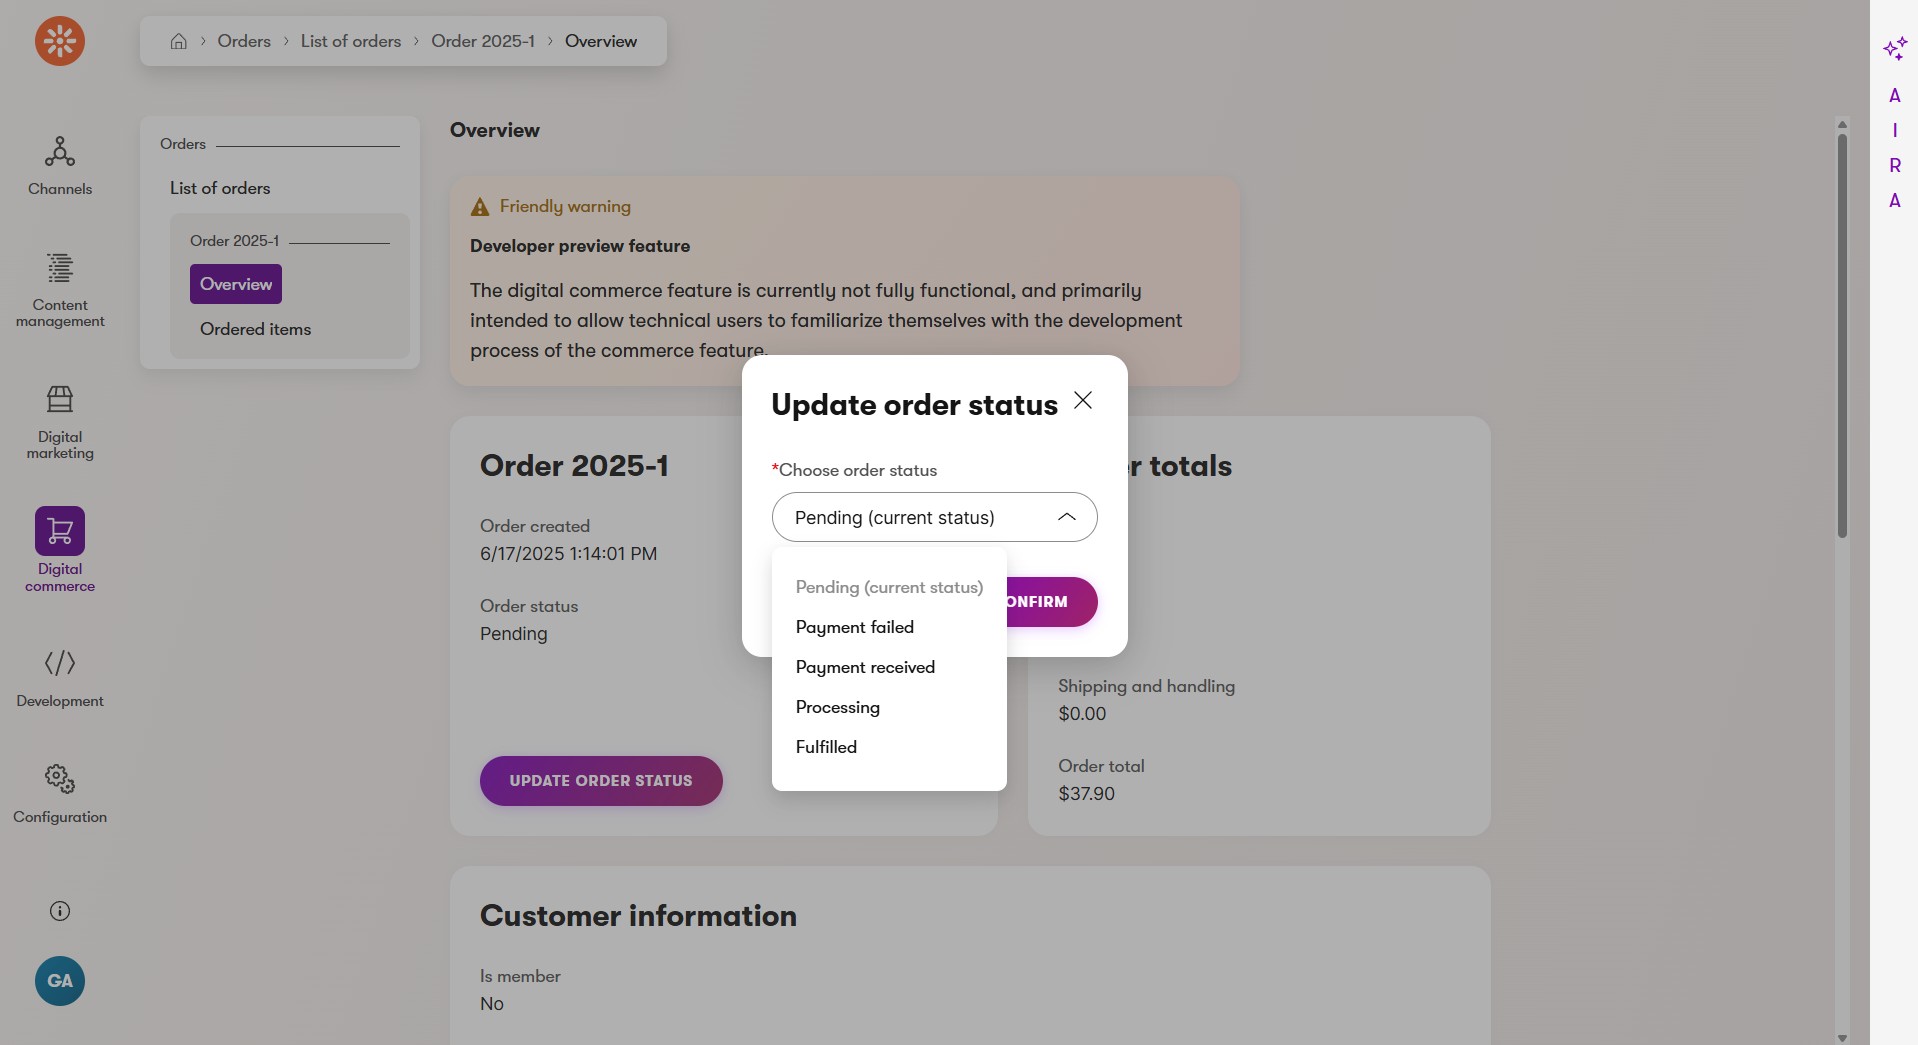 Orders
List of orders
Order 2025-1
Overview
Channels
Content
management
Digital
marketing
Digital
commerce
Development
Configuration
GA
Orders
List of orders
Order 2025-1
Overview
Ordered items
Overview
Friendly warning
Developer preview feature
The digital commerce feature is currently not fully functional, and primarily
intended to allow technical users to familiarize themselves with the development
process of the commerce feature.
Order 2025-1
Order created
6/17/2025 1:14:01 PM
Order status
Pending
UPDATE ORDER STATUS
Update order status
*Choose order status
Pending (current status)
Pending (current status)
Payment failed
Payment received
Processing
Fulfilled
ONFIRM
r totals
Shipping and handling
$0.00
Order total
$37.90
Customer information
Is member
No
A
I
R
A